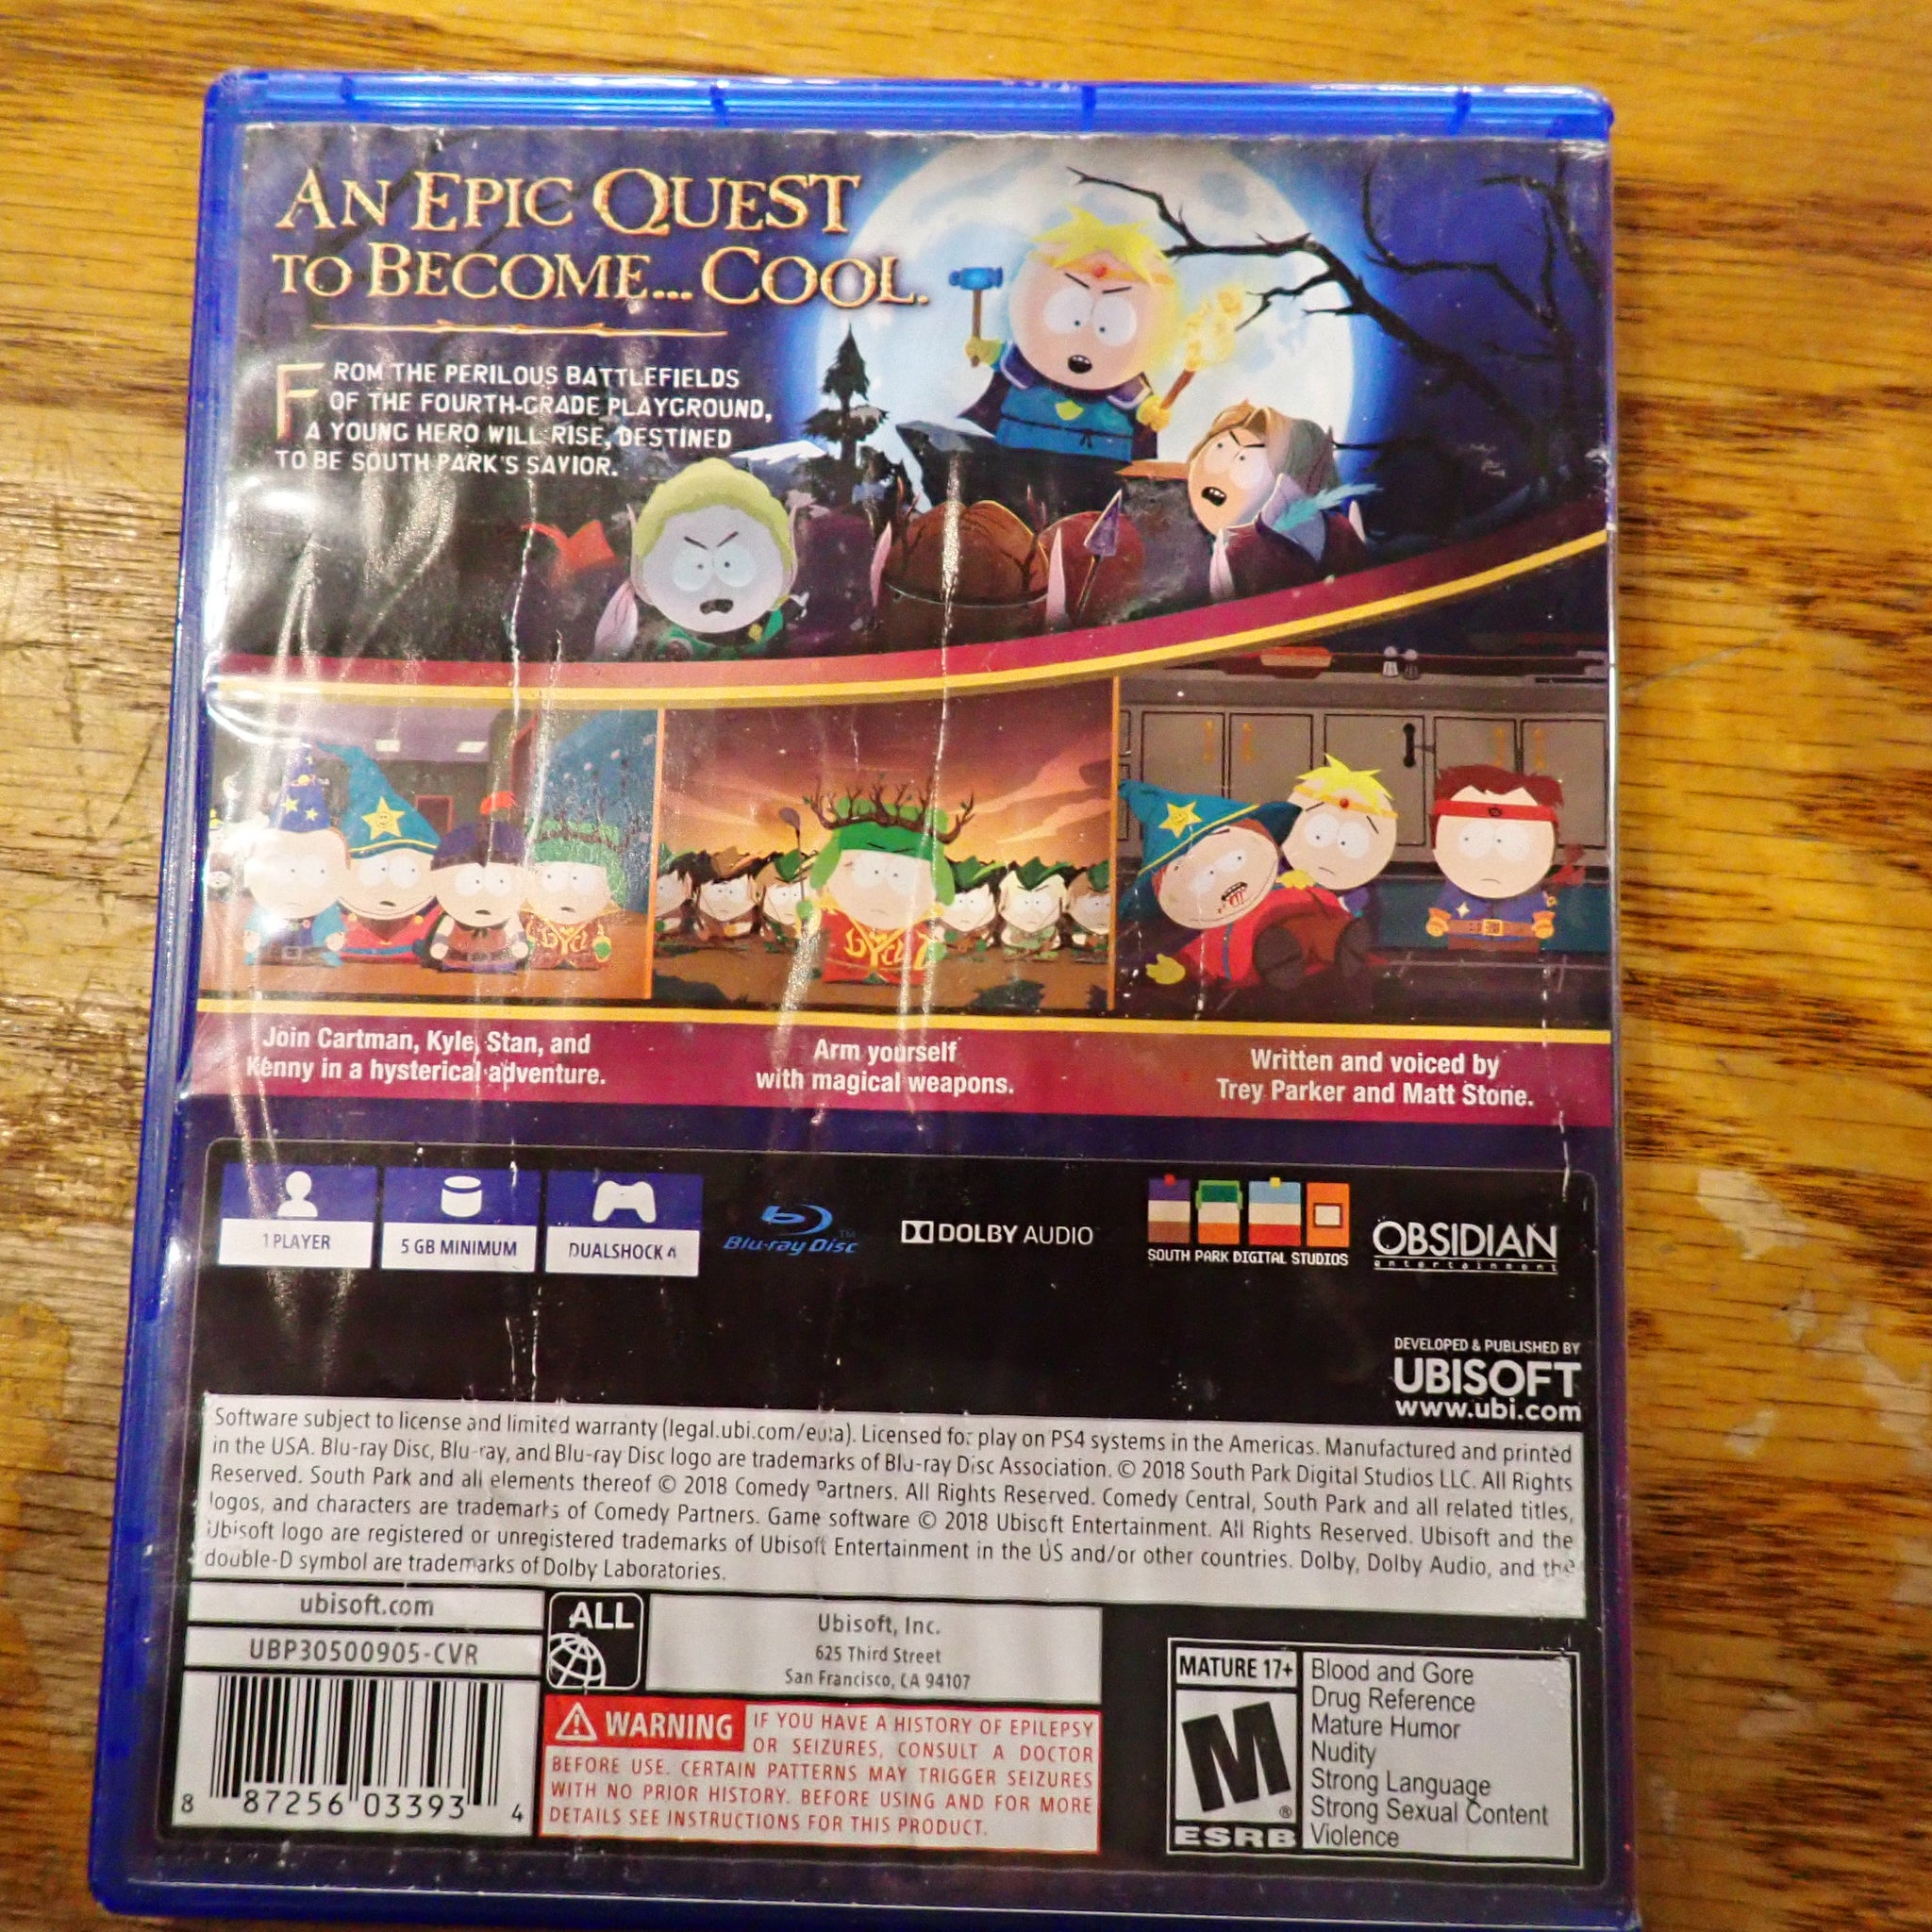 AN EPIC QUEST
TO BECOME... COOL.
FROM THE PERILOUS BATTLEFIELDS
OF THE FOURTH-GRADE PLAYGROUND,
A YOUNG HERO WILL RISE, DESTINED
TO BE SOUTH PARK'S SAVIOR.
Join Cartman, Kyle, Stan, and
Kenny in a hysterical adventure.
Arm yourself
with magical weapons.
Written and voiced by
Trey Parker and Matt Stone.
1 PLAYER
5 GB MINIMUM
DUALSHOCK 4
Blu-ray Disc™
DOLBY AUDIO
SOUTH PARK DIGITAL STUDIOS
OBSIDIAN
entertainment
DEVELOPED & PUBLISHED BY
UBISOFT
www.ubi.com
Software subject to license and limited warranty (legal.ubi.com/eula). Licensed for play on PS4 systems in the Americas. Manufactured and printed
in the USA. Blu-ray Disc, Blu-ray, and Blu-ray Disc logo are trademarks of Blu-ray Disc Association. © 2018 South Park Digital Studios LLC. All Rights
Reserved. South Park and all elements thereof © 2018 Comedy Partners. All Rights Reserved. Comedy Central, South Park and all related titles,
logos, and characters are trademarks of Comedy Partners. Game software © 2018 Ubisoft Entertainment. All Rights Reserved. Ubisoft and the
Ubisoft logo are registered or unregistered trademarks of Ubisoft Entertainment in the US and/or other countries. Dolby, Dolby Audio, and the
double-D symbol are trademarks of Dolby Laboratories.
ubisoft.com
UBP30500905-CVR
8 87256 03393 4
ALL
Ubisoft, Inc.
625 Third Street
San Francisco, CA 94107
WARNING IF YOU HAVE A HISTORY OF EPILEPSY
OR SEIZURES, CONSULT A DOCTOR
BEFORE USE. CERTAIN PATTERNS MAY TRIGGER SEIZURES
WITH NO PRIOR HISTORY. BEFORE USING AND FOR MORE
DETAILS SEE INSTRUCTIONS FOR THIS PRODUCT.
MATURE 17+
M®
ESRB
Blood and Gore
Drug Reference
Mature Humor
Nudity
Strong Language
Strong Sexual Content
Violence